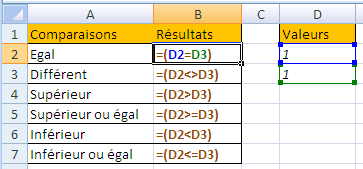 A B C D
1 Comparaisons Résultats Valeurs
2 Egal =(D2=D3) 1
3 Différent =(D2<>D3) 1
4 Supérieur =(D2>D3)
5 Supérieur ou égal =(D2>=D3)
6 Inférieur =(D2<D3)
7 Inférieur ou égal =(D2<=D3)